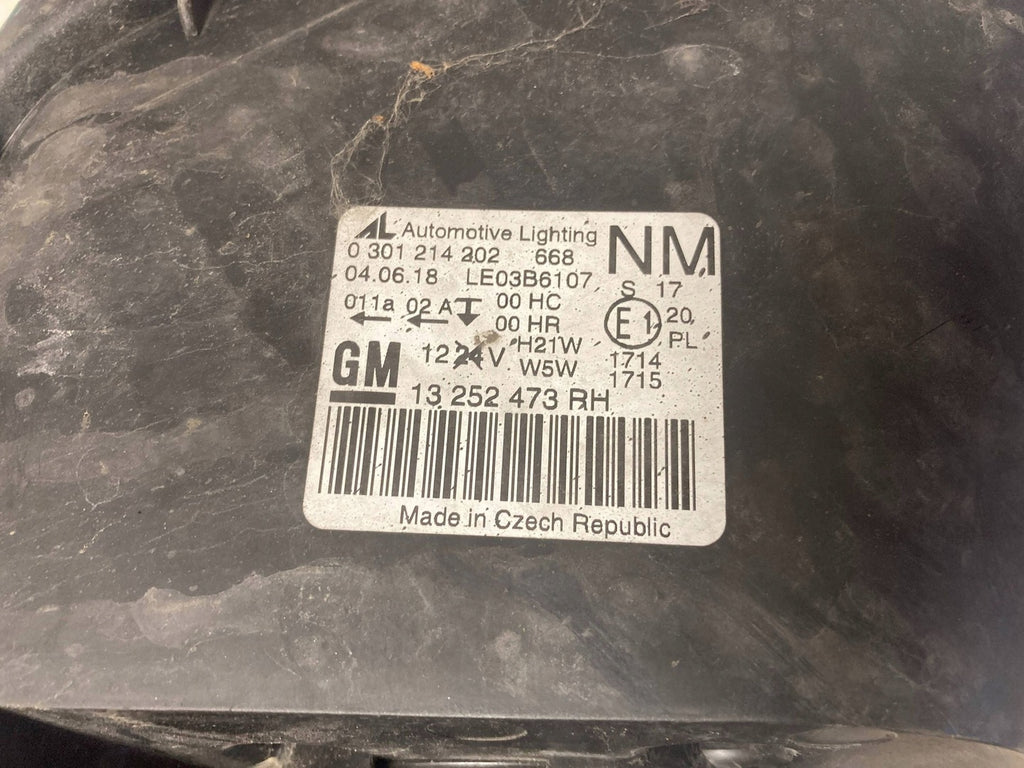 AL Automotive Lighting NM
0 301 214 202 668
04.06.18 LE03B6107 S 17
011a 02 A 00 HC E1 20
00 HR PL
GM 12 24 V H21W 1714
W5W 1715
13 252 473 RH
Made in Czech Republic